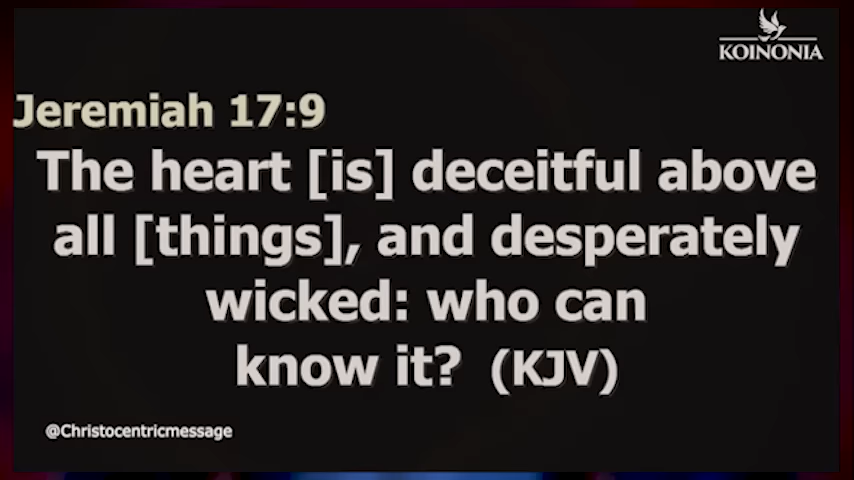 KOINONIA
Jeremiah 17:9
The heart [is] deceitful above
all [things], and desperately
wicked: who can
know it? (KJV)
@Christocentricmessage